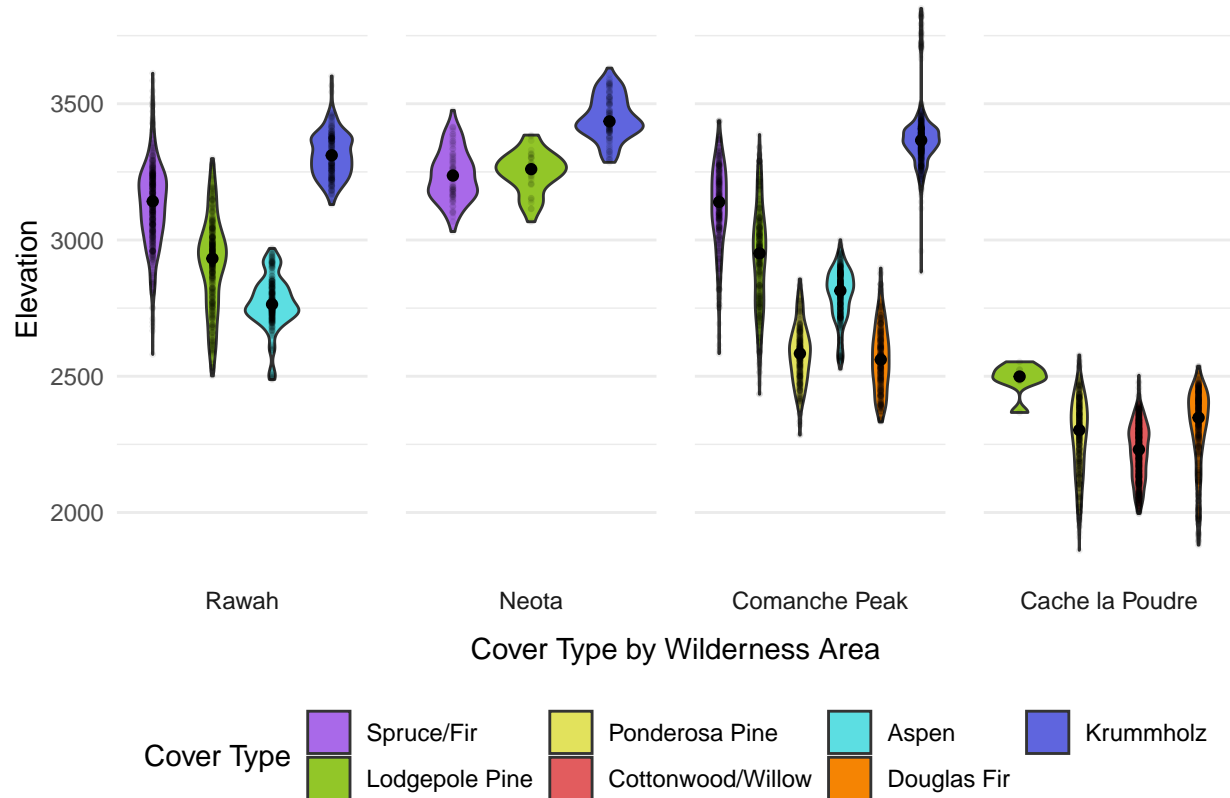 3500
3000
2500
2000
Elevation
Rawah
Neota
Comanche Peak
Cache la Poudre
Cover Type by Wilderness Area
Cover Type
Spruce/Fir
Ponderosa Pine
Aspen
Krummholz
Lodgepole Pine
Cottonwood/Willow
Douglas Fir